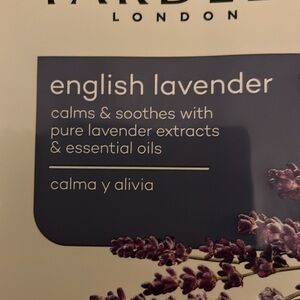 LONDON
english lavender
calms & soothes with
pure lavender extracts
& essential oils
calma y alivia